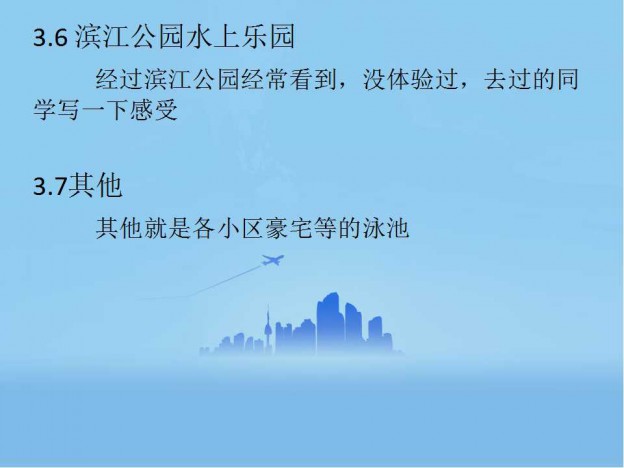 3.6 滨江公园水上乐园
经过滨江公园经常看到，没体验过，去过的同
学写一下感受
3.7其他
其他就是各小区豪宅等的泳池